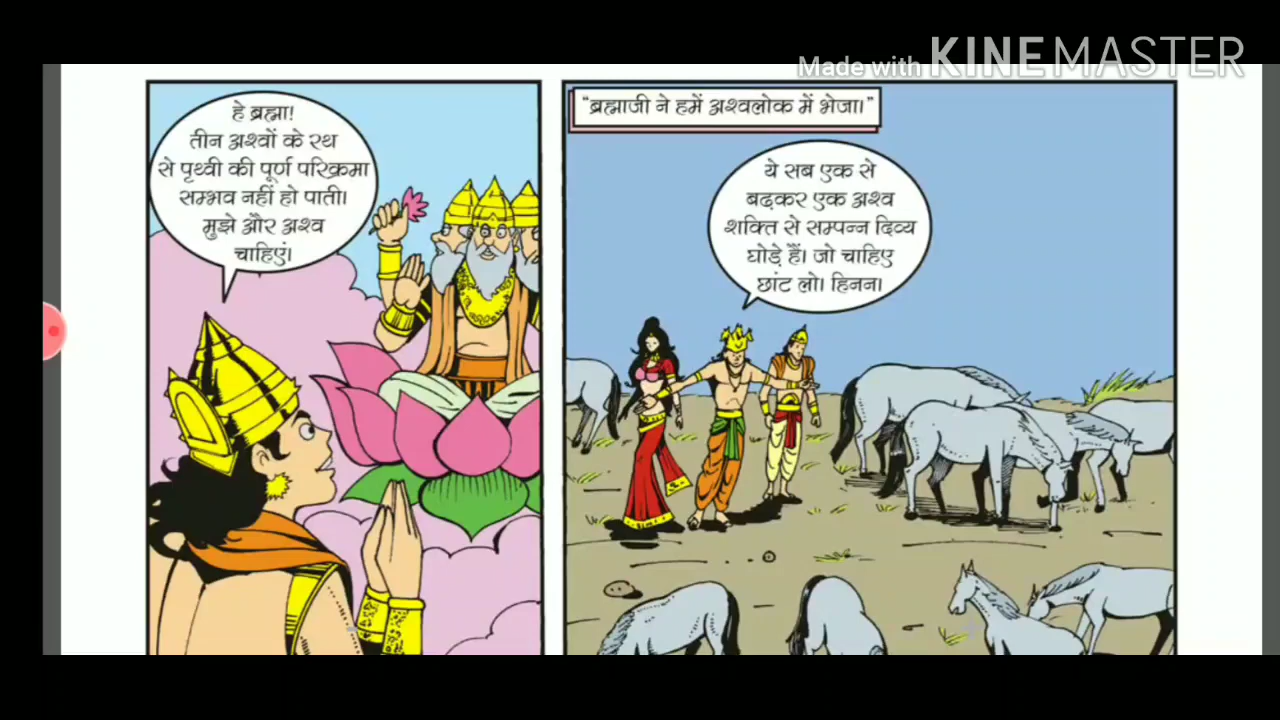 Made with KINEMASTER
हे ब्रह्मा!
तीन अश्वों के रथ
से पृथ्वी की पूर्ण परिक्रमा
सम्भव नहीं हो पाती।
मुझे और अश्व
चाहिएं।
“ब्रह्माजी ने हमें अश्वलोक में भेजा।”
ये सब एक से
बढ़कर एक अश्व
शक्ति से सम्पन्न दिव्य
घोड़े हैं। जो चाहिए
छांट लो। हिनन।